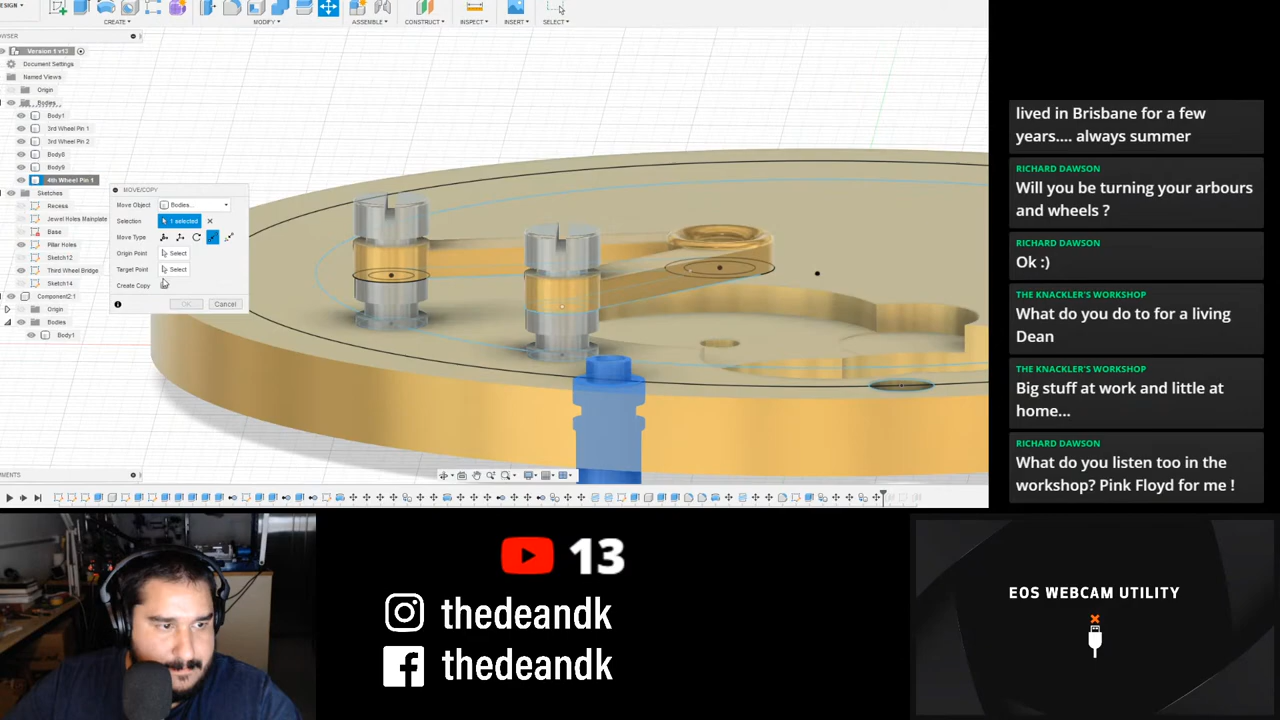 ESIGN
CREATE
MODIFY
ASSEMBLE
CONSTRUCT
INSPECT
INSERT
SELECT
Version 1 v13
Document Settings
Named Views
Origin
Bodies
Body1
3rd Wheel Pin 1
3rd Wheel Pin 2
Body8
Body9
4th Wheel Pin 1
Sketches
Recess
Jewel Holes Mainplate
Base
Pillar Holes
Sketch12
Third Wheel Bridge
Sketch14
Component2:1
Origin
Bodies
Body1
MOVE/COPY
Move Object
Bodies...
Selection
1 selected
Move Type
Origin Point
Select
Target Point
Select
Create Copy
OK
Cancel
MMENTS
lived in Brisbane for a few
years.... always summer
RICHARD DAWSON
Will you be turning your arbours
and wheels ?
RICHARD DAWSON
Ok :)
THE KNACKLER'S WORKSHOP
What do you do to for a living
Dean
THE KNACKLER'S WORKSHOP
Big stuff at work and little at
home...
RICHARD DAWSON
What do you listen too in the
workshop? Pink Floyd for me !
13
thedeandk
thedeandk
EOS WEBCAM UTILITY